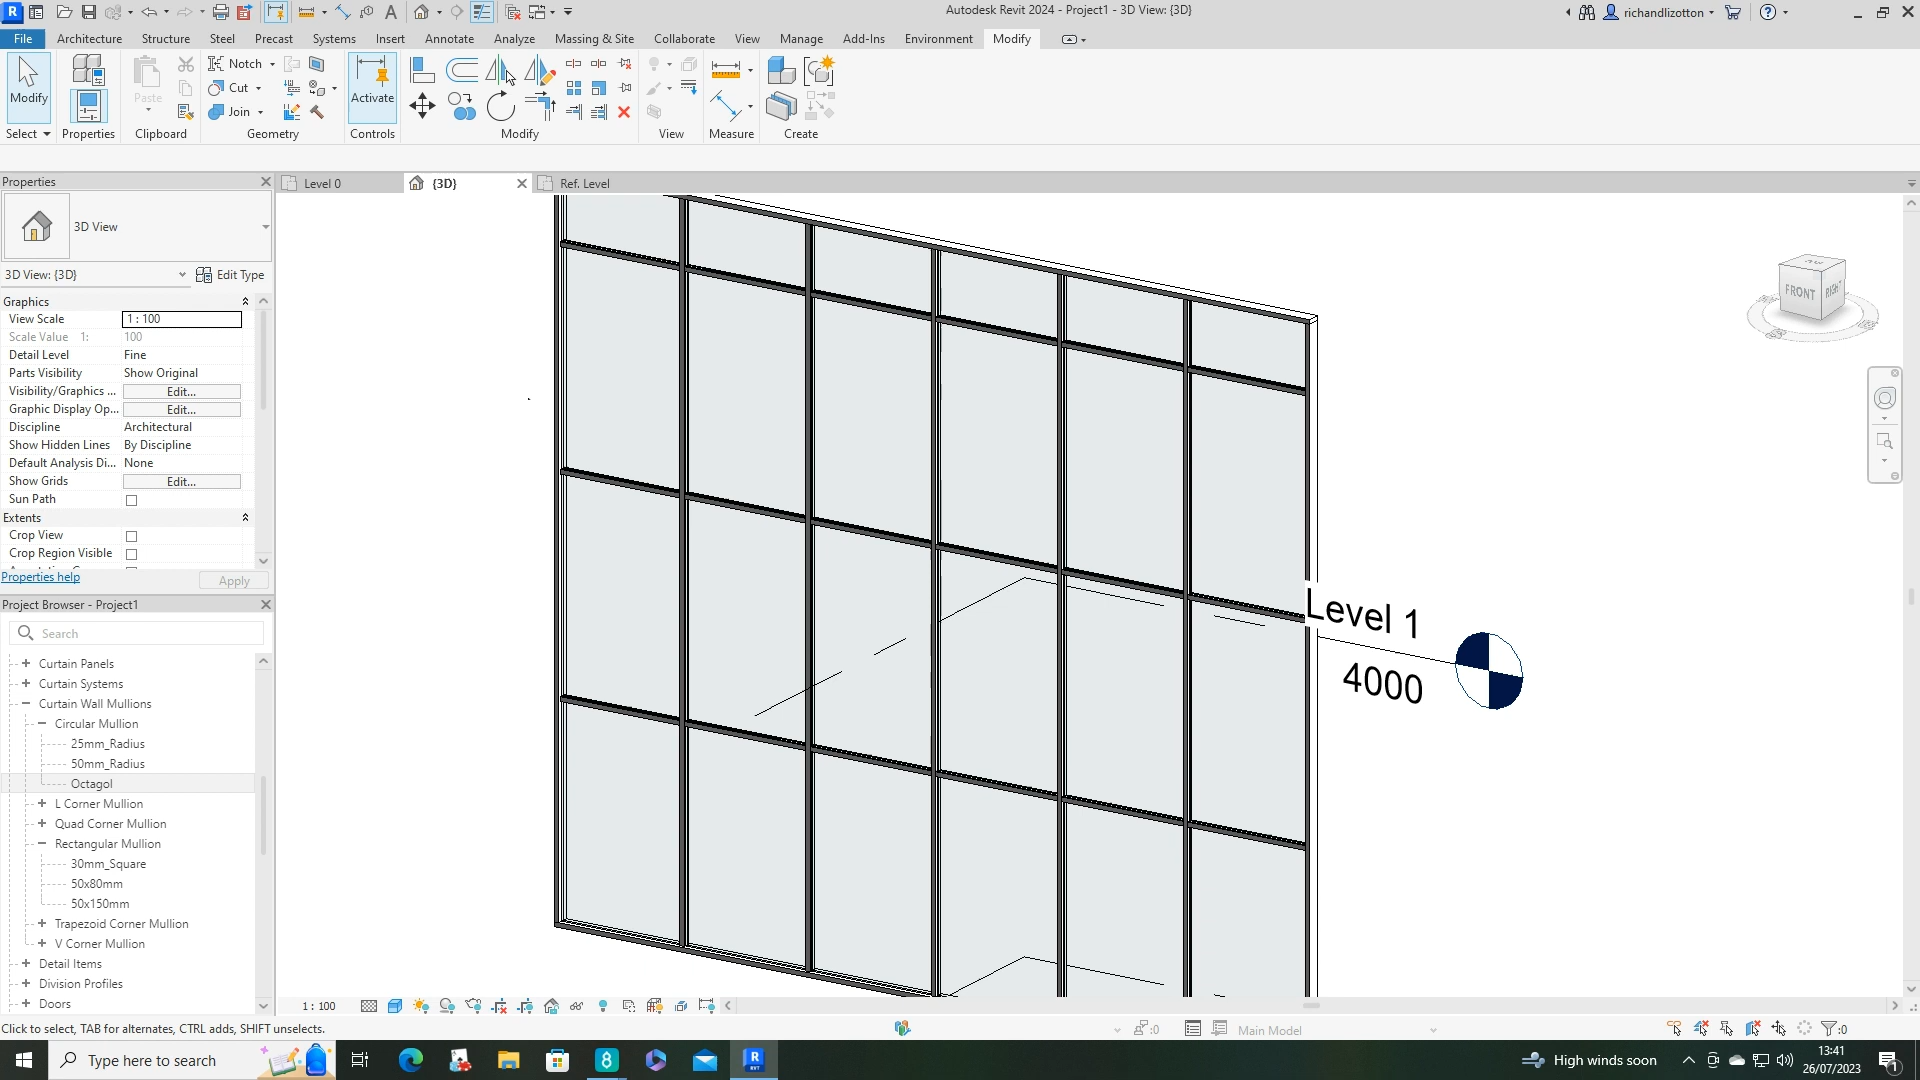 Autodesk Revit 2024 - Project1 - 3D View: {3D}
richandlizotton
File Architecture Structure Steel Precast Systems Insert Annotate Analyze Massing & Site Collaborate View Manage Add-Ins Environment Modify
Modify
Paste
Notch
Cut
Join
Activate
Select Properties Clipboard Geometry Controls Modify View Measure Create
Properties
Level 0
{3D}
Ref. Level
3D View
3D View: {3D}
Edit Type
Graphics
View Scale 1 : 100
Scale Value 1: 100
Detail Level Fine
Parts Visibility Show Original
Visibility/Graphics ... Edit...
Graphic Display Op... Edit...
Discipline Architectural
Show Hidden Lines By Discipline
Default Analysis Di... None
Show Grids Edit...
Sun Path
Extents
Crop View
Crop Region Visible
Properties help
Apply
Project Browser - Project1
Search
Curtain Panels
Curtain Systems
Curtain Wall Mullions
Circular Mullion
25mm_Radius
50mm_Radius
Octagol
L Corner Mullion
Quad Corner Mullion
Rectangular Mullion
30mm_Square
50x80mm
50x150mm
Trapezoid Corner Mullion
V Corner Mullion
Detail Items
Division Profiles
Doors
FRONT
RIGHT
Level 1
4000
1 : 100
Click to select, TAB for alternates, CTRL adds, SHIFT unselects.
:0
Main Model
:0
Type here to search
High winds soon
13:41
26/07/2023
1